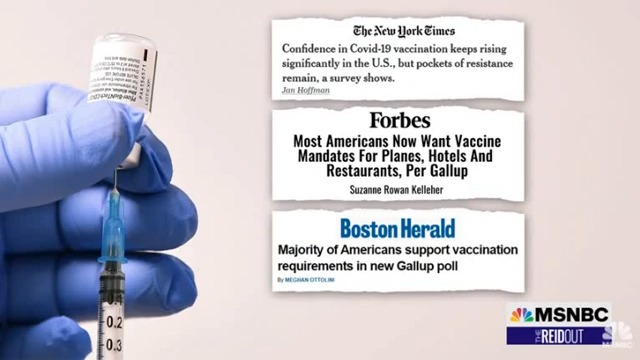 The New York Times
Confidence in Covid-19 vaccination keeps rising
significantly in the U.S., but pockets of resistance
remain, a survey shows.
Jan Hoffman
Forbes
Most Americans Now Want Vaccine
Mandates For Planes, Hotels And
Restaurants, Per Gallup
Suzanne Rowan Kelleher
Boston Herald
Majority of Americans support vaccination
requirements in new Gallup poll
By MEGHAN OTTOLINI
0.2
0.3
MSNBC
THE REIDOUT
MSNBC